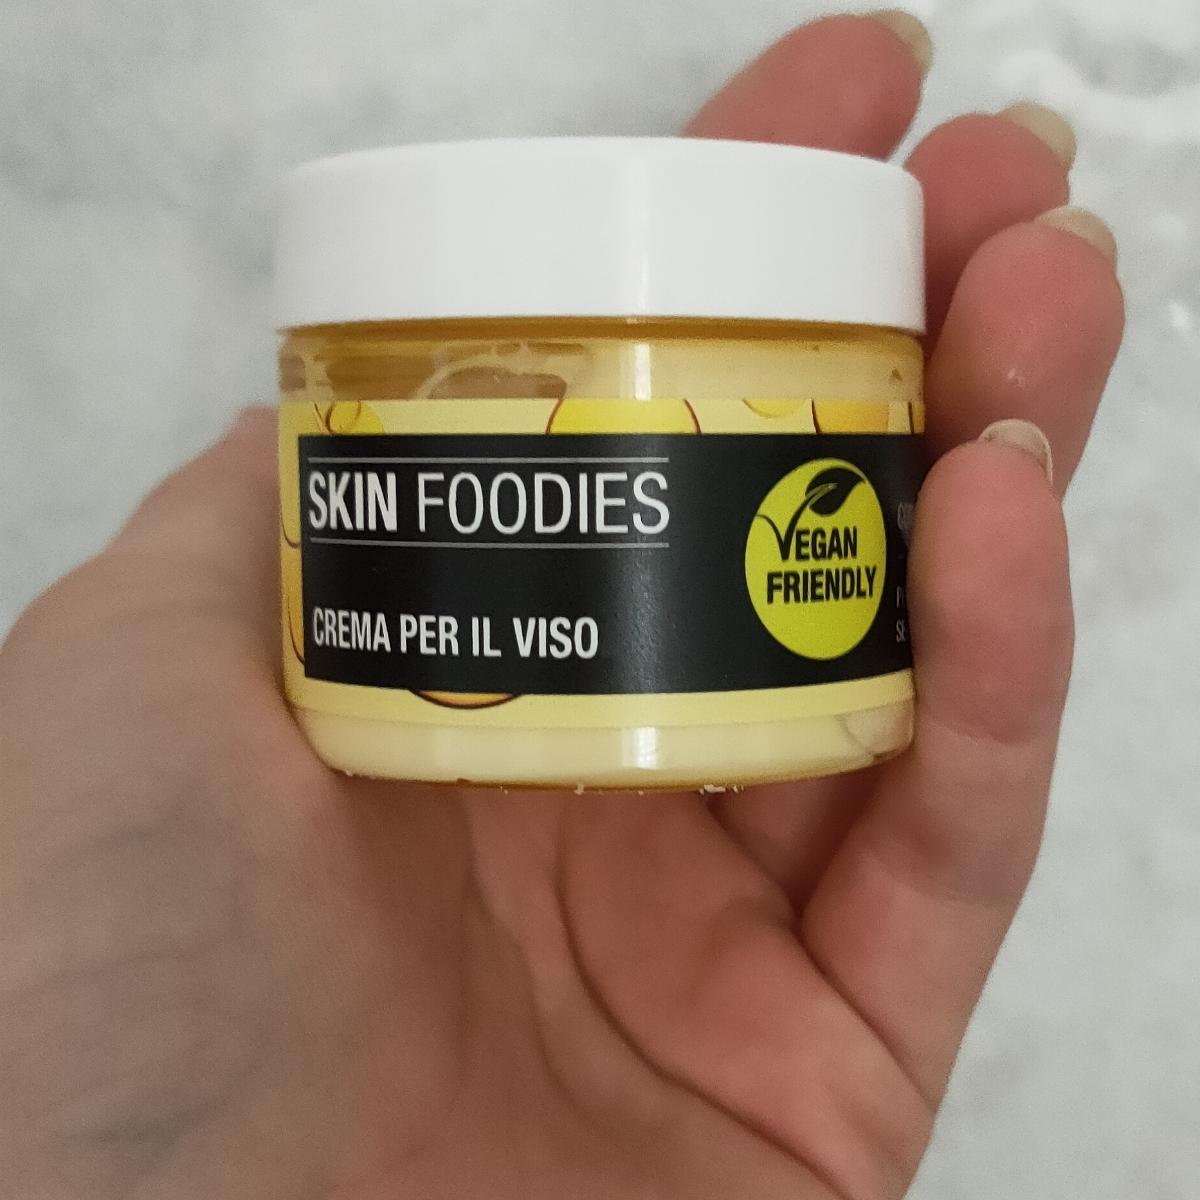 SKIN FOODIES
CREMA PER IL VISO
VEGAN
FRIENDLY